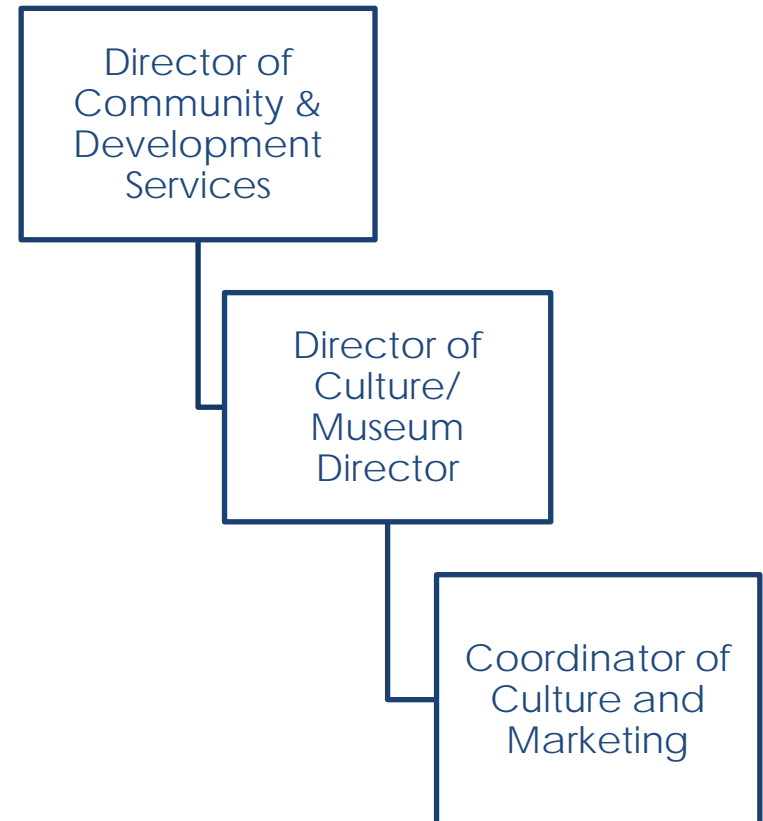 Director of
Community &
Development
Services
Director of
Culture/
Museum
Director
Coordinator of
Culture and
Marketing